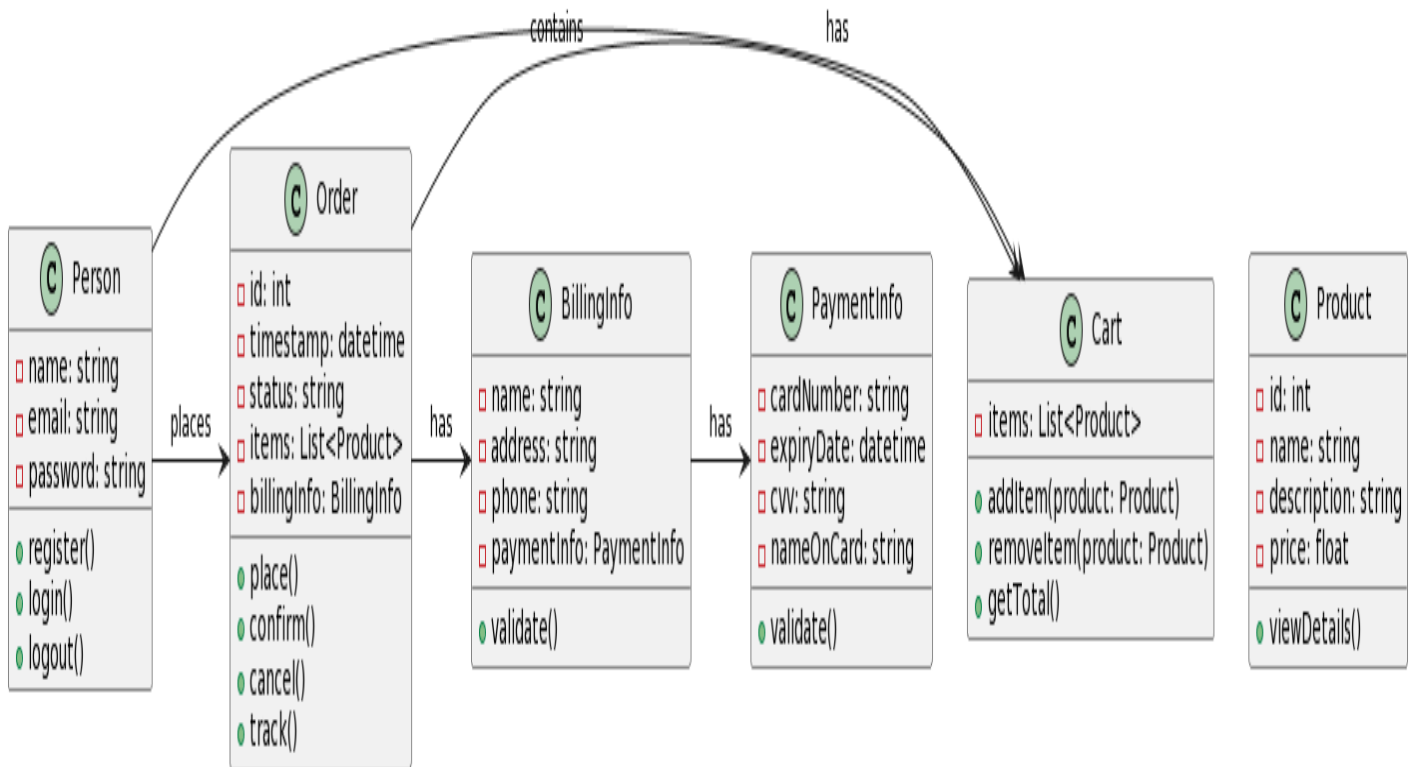 contains
has
C Person
name: string
email: string
password: string
register()
login()
logout()
places
C Order
id: int
timestamp: datetime
status: string
items: List<Product>
billingInfo: BillingInfo
place()
confirm()
cancel()
track()
has
C BillingInfo
name: string
address: string
phone: string
paymentInfo: PaymentInfo
validate()
has
C PaymentInfo
cardNumber: string
expiryDate: datetime
cvv: string
nameOnCard: string
validate()
C Cart
items: List<Product>
addItem(product: Product)
removeItem(product: Product)
getTotal()
C Product
id: int
name: string
description: string
price: float
viewDetails()